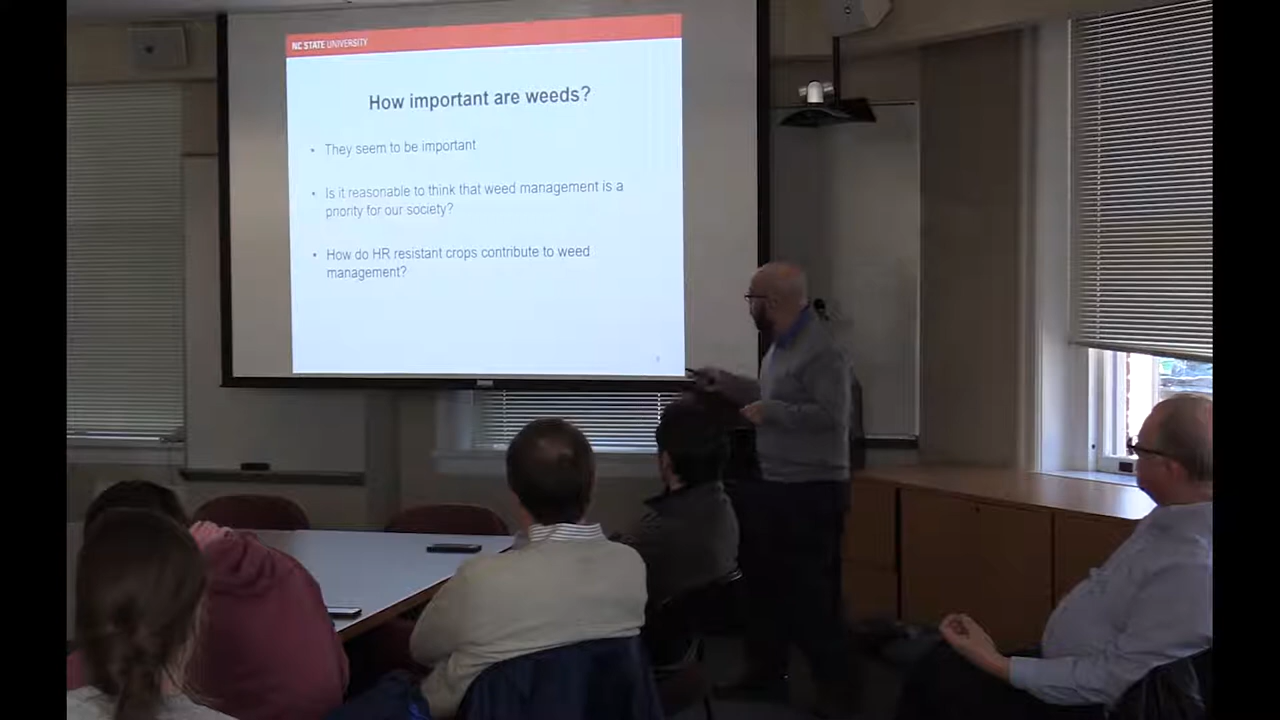 NC STATE UNIVERSITY
How important are weeds?
• They seem to be important
• Is it reasonable to think that weed management is a
priority for our society?
• How do HR resistant crops contribute to weed
management?